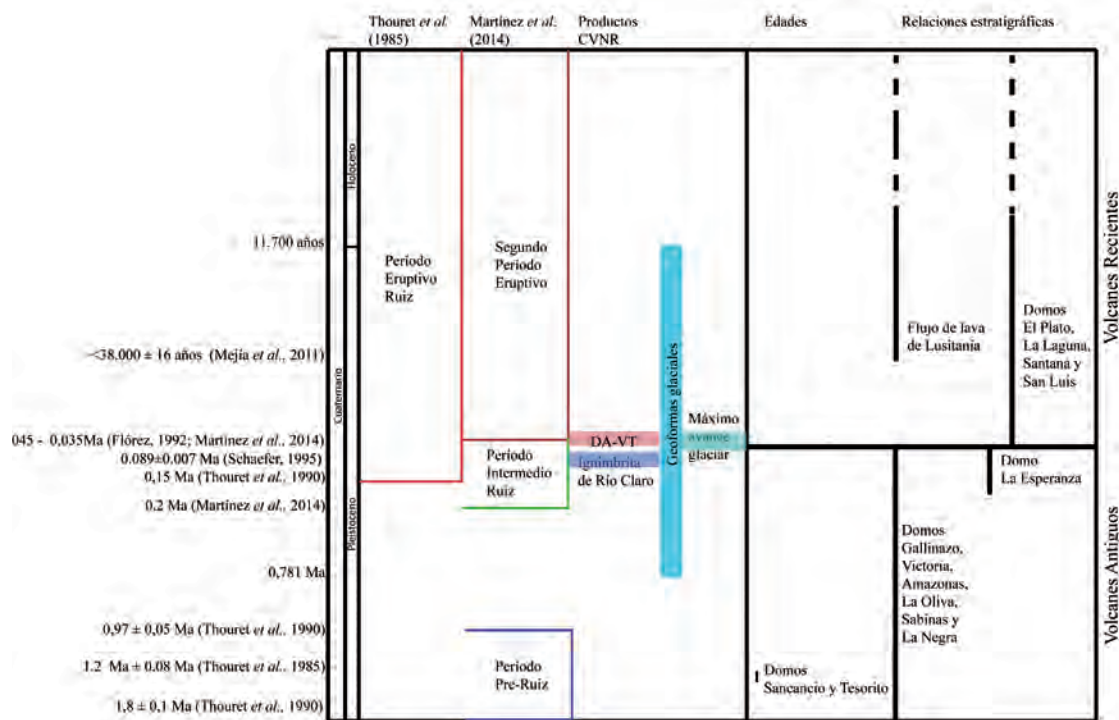 Thouret et al.
(1985)
Martínez et al.
(2014)
Productos
CVNR
Edades
Relaciones estratigráficas
Holoceno
Cuaternario
Pleistoceno
11.700 años
<38.000 ± 16 años (Mejía et al., 2011)
045 - 0,035Ma (Flórez, 1992; Martínez et al., 2014)
0.089±0,007 Ma (Schaefer, 1995)
0,15 Ma (Thouret et al., 1990)
0.2 Ma (Martínez et al., 2014)
0,781 Ma
0,97 ± 0,05 Ma (Thouret et al., 1990)
1.2 Ma ± 0.08 Ma (Thouret et al., 1985)
1,8 ± 0,1 Ma (Thouret et al., 1990)
Período
Eruptivo
Ruiz
Segundo
Período
Eruptivo
Período
Intermedio
Ruiz
Período
Pre-Ruiz
DA-VT
Ignimbrita
de Río Claro
Geoformas glaciales
Máximo
avance
glaciar
Flujo de lava
de Lusitania
Domos
El Plato,
La Laguna,
Santana y
San Luis
Domo
La Esperanza
Domos
Gallinazo,
Victoria,
Amazonas,
La Oliva,
Sabinas y
La Negra
Domos
Sancancio y Tesorito
Volcanes Recientes
Volcanes Antiguos